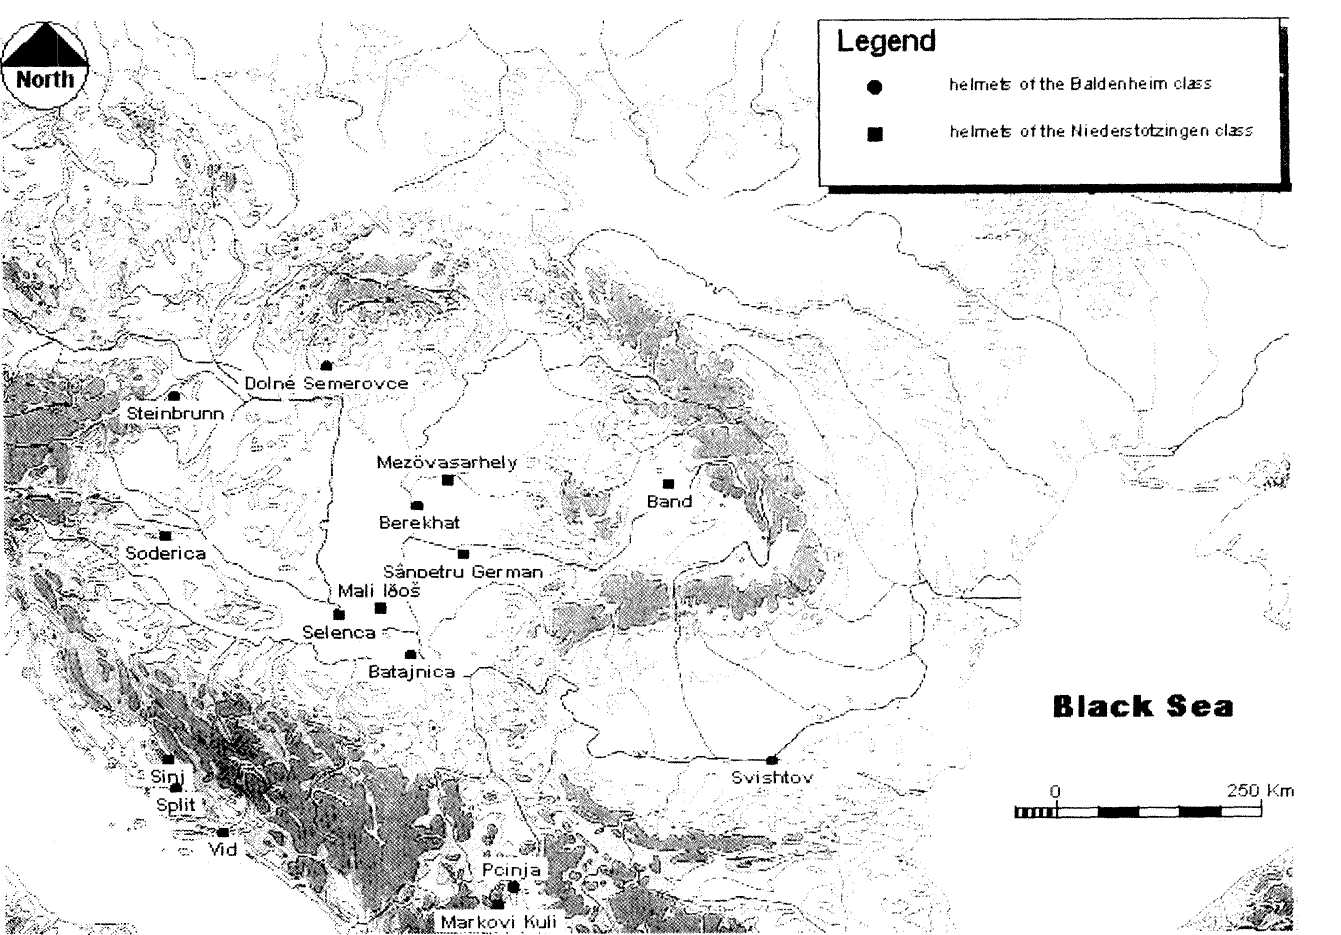 North
Legend
helmets of the Baldenheim class
helmets of the Niederstotzingen class
Dolné Semerovce
Steinbrunn
Mezövasarhely
Band
Berekhat
Soderica
Sânpetru German
Mali Iđoš
Selenca
Batajnica
Black Sea
Sinj
Svishtov
0 250 Km
Split
Vid
Pcinja
Markovi Kuli